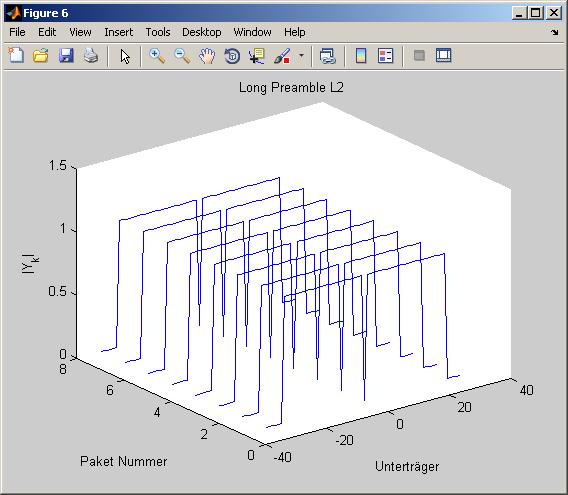 Figure 6
File Edit View Insert Tools Desktop Window Help
Long Preamble L2
1.5
1
0.5
0
|Yk|
8
6
4
2
0
Paket Nummer
-40
-20
0
20
40
Unterträger